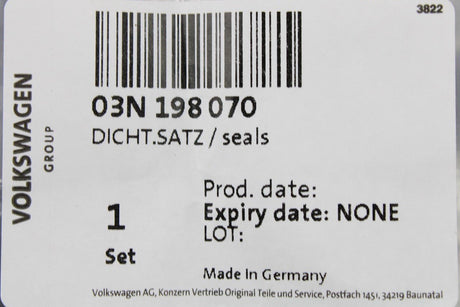 3822
VOLKSWAGEN
GROUP
03N 198 070
DICHT.SATZ / seals
1
Set
Prod. date:
Expiry date: NONE
LOT:
Made In Germany
Volkswagen AG, Konzern Vertrieb Original Teile und Service, Postfach 1451, 34219 Baunatal